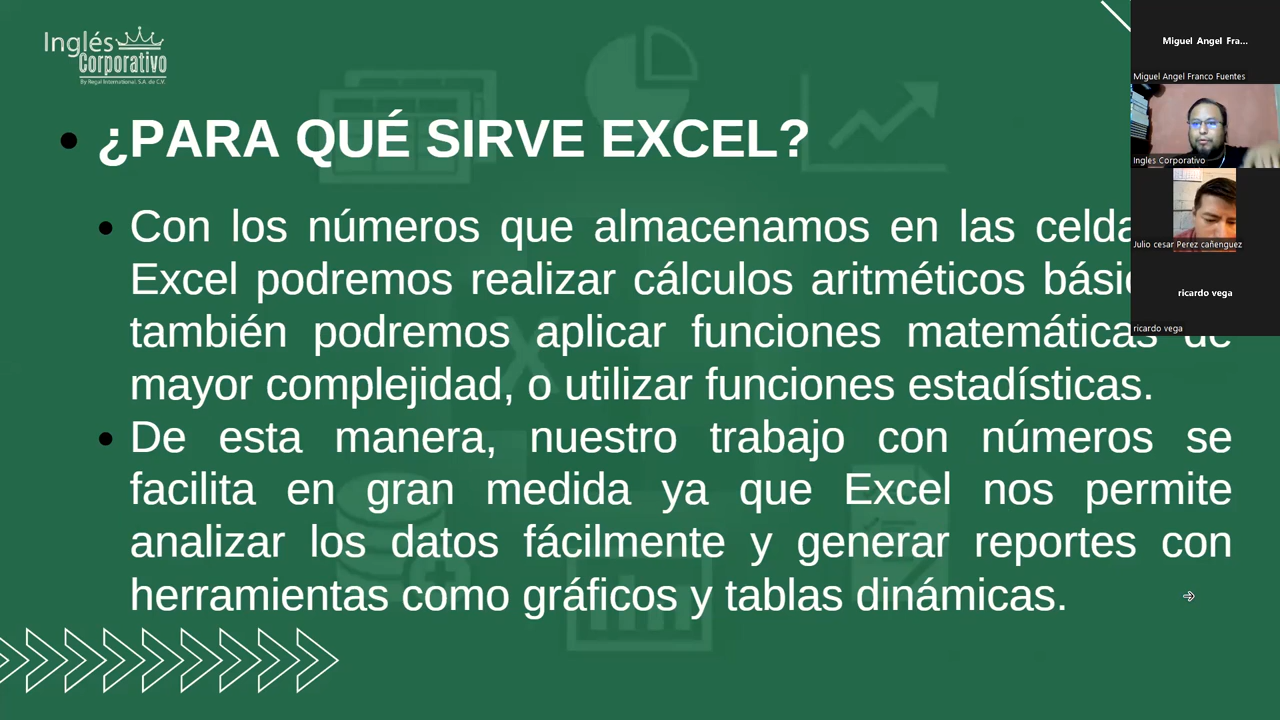 Inglés
Corporativo
By Regal International, S.A. de C.V.
¿PARA QUÉ SIRVE EXCEL?
Con los números que almacenamos en las
Excel podremos realizar cálculos aritméticos
también podremos aplicar funciones matemáticas de
mayor complejidad, o utilizar funciones estadísticas.
De esta manera, nuestro trabajo con números se
facilita en gran medida ya que Excel nos permite
analizar los datos fácilmente y generar reportes con
herramientas como gráficos y tablas dinámicas.
Miguel Angel Fra...
Miguel Angel Franco Fuentes
Ingles Corporativo
Julio cesar Perez cañenguez
ricardo vega
ricardo vega